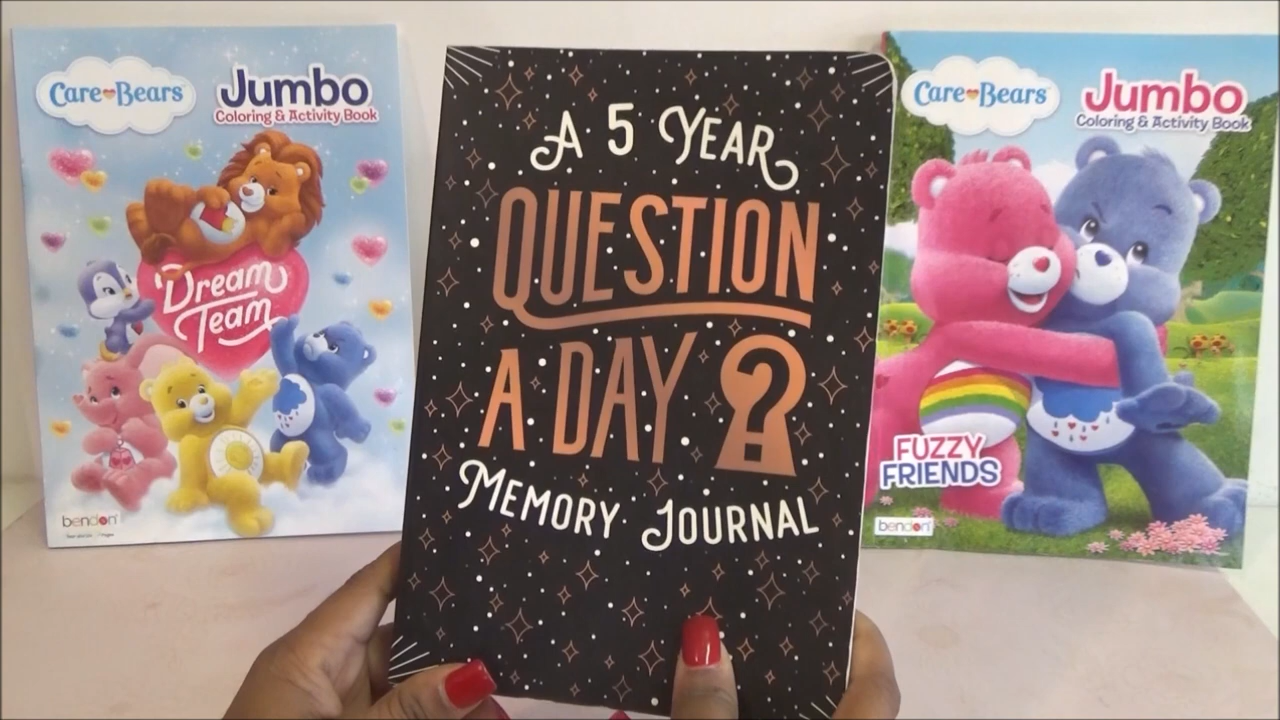 Care Bears
Jumbo
Coloring & Activity Book
Dream
Team
bendon
A 5 YEAR
QUESTION
A DAY ?
MEMORY JOURNAL
Care Bears
Jumbo
Coloring & Activity Book
FUZZY
FRIENDS
bendon